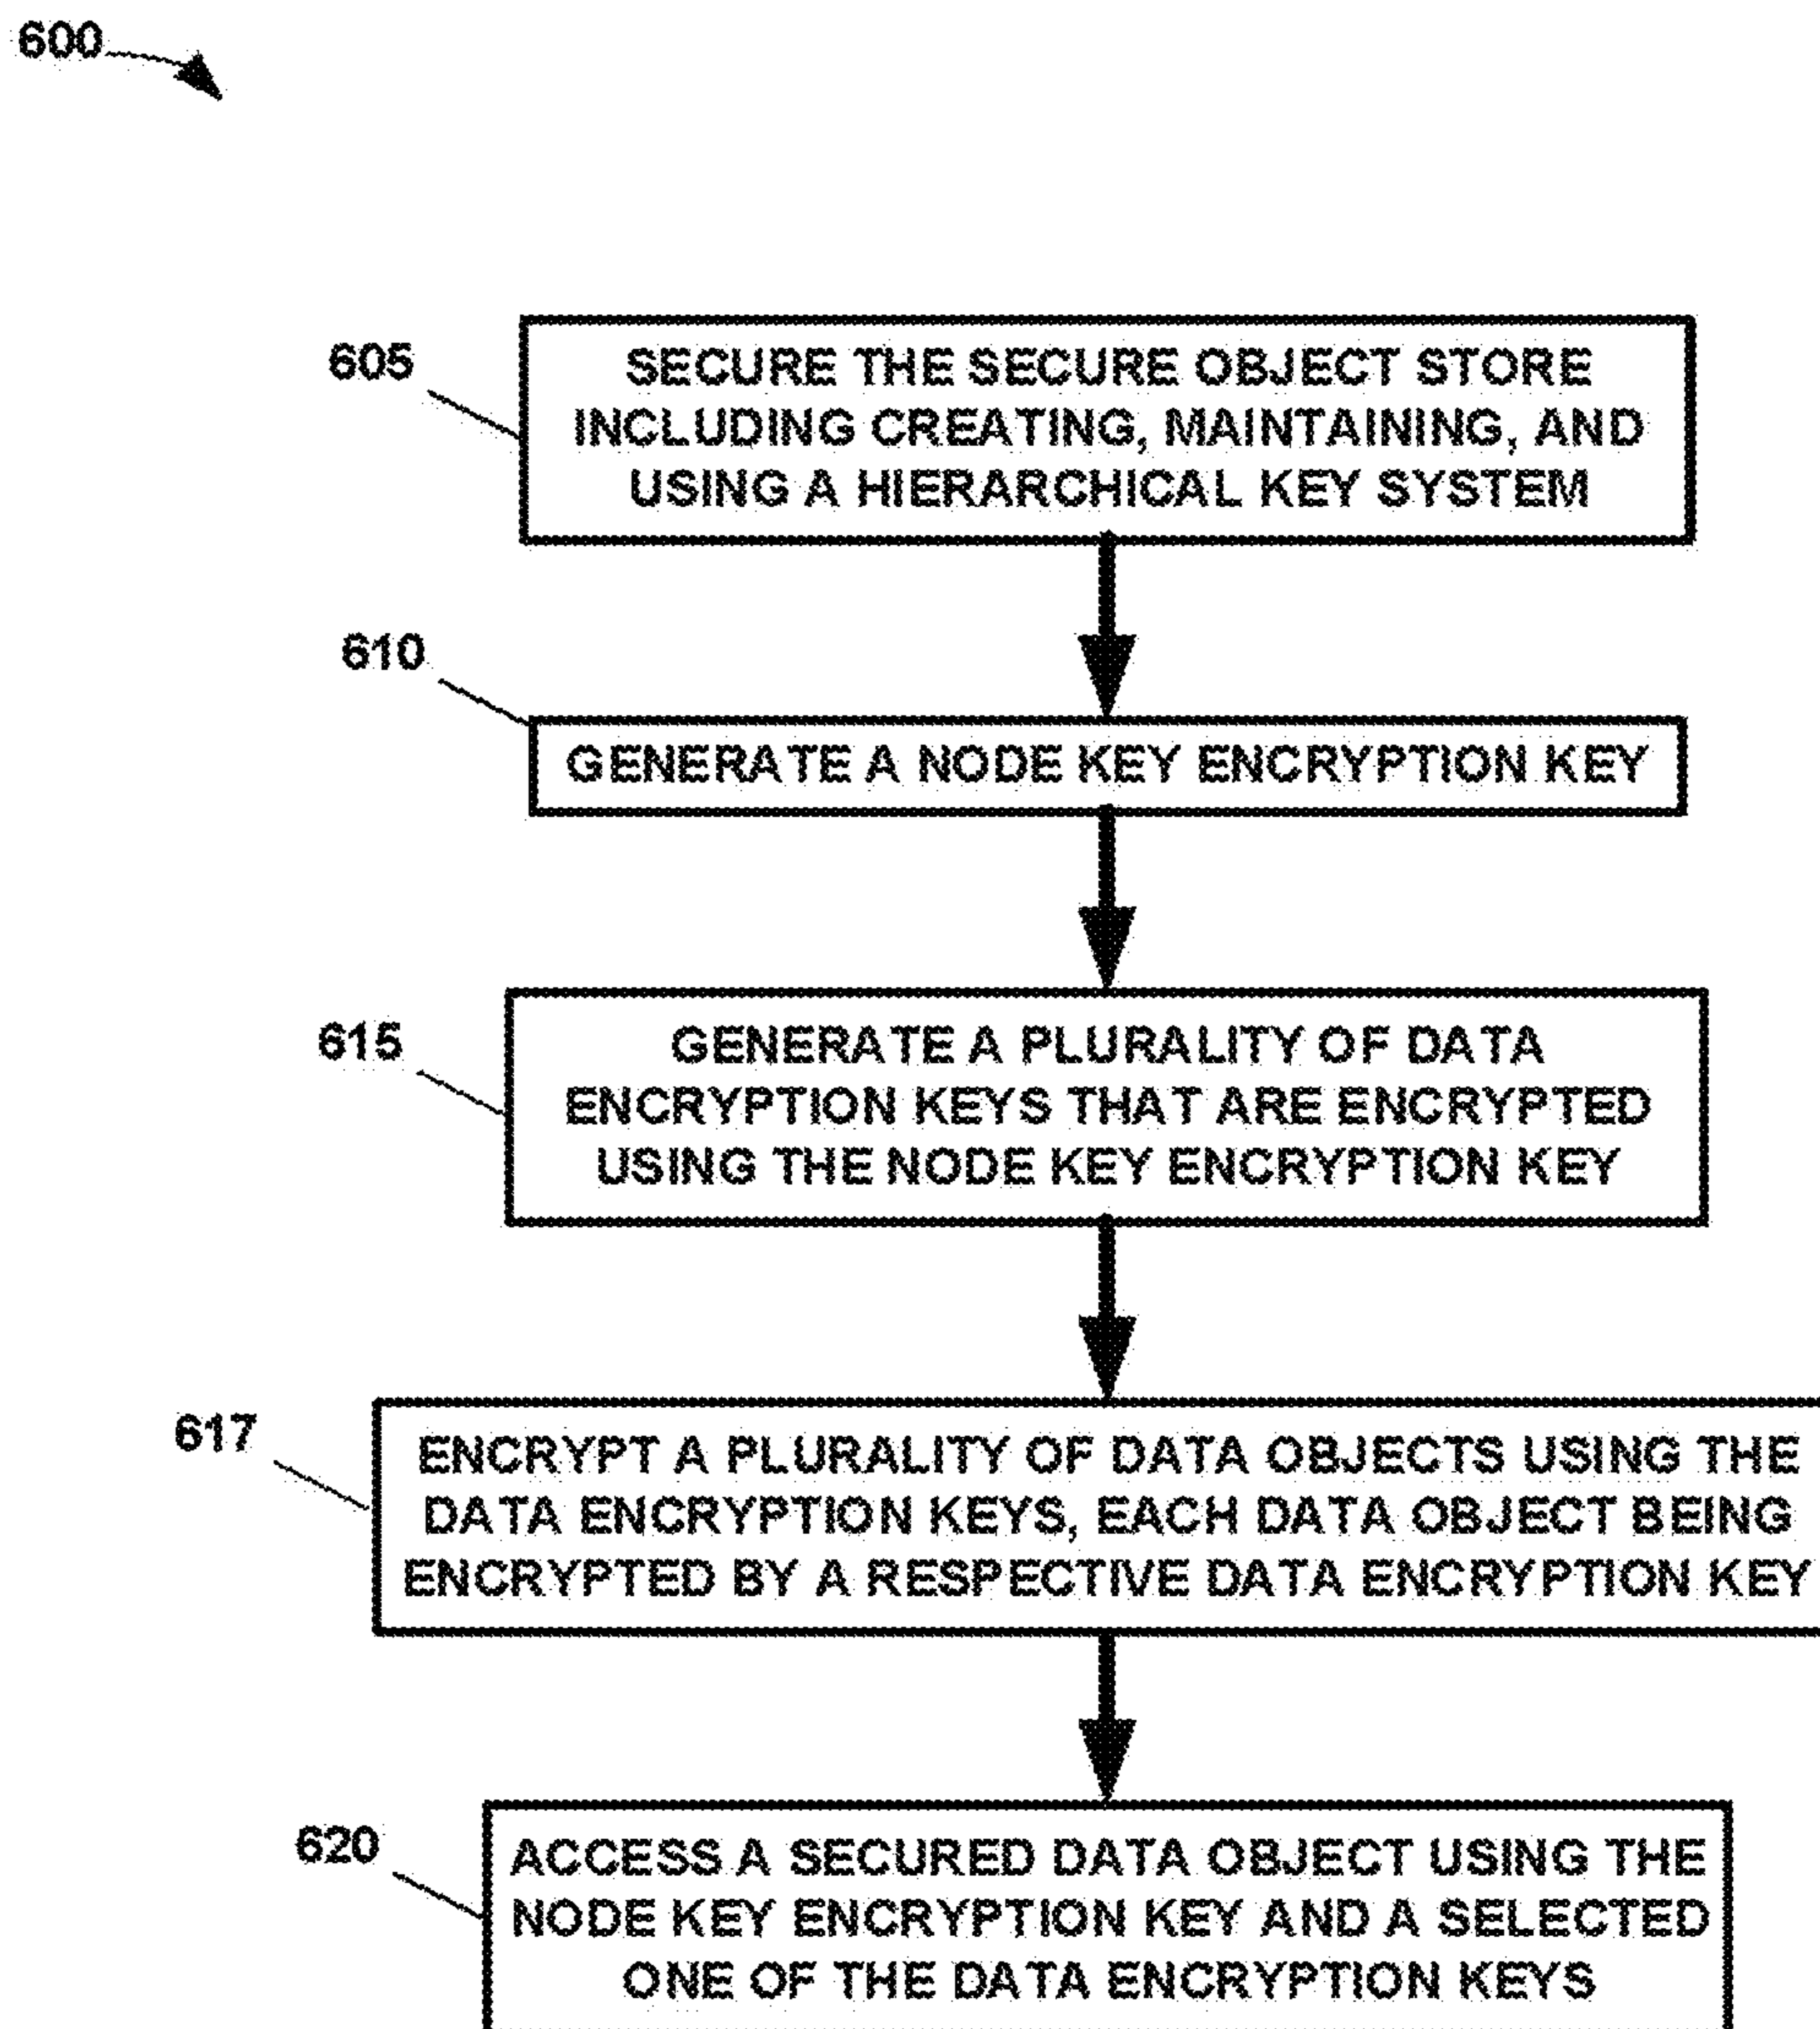 600
605
SECURE THE SECURE OBJECT STORE
INCLUDING CREATING, MAINTAINING, AND
USING A HIERARCHICAL KEY SYSTEM
610
GENERATE A NODE KEY ENCRYPTION KEY
615
GENERATE A PLURALITY OF DATA
ENCRYPTION KEYS THAT ARE ENCRYPTED
USING THE NODE KEY ENCRYPTION KEY
617
ENCRYPT A PLURALITY OF DATA OBJECTS USING THE
DATA ENCRYPTION KEYS, EACH DATA OBJECT BEING
ENCRYPTED BY A RESPECTIVE DATA ENCRYPTION KEY
620
ACCESS A SECURED DATA OBJECT USING THE
NODE KEY ENCRYPTION KEY AND A SELECTED
ONE OF THE DATA ENCRYPTION KEYS